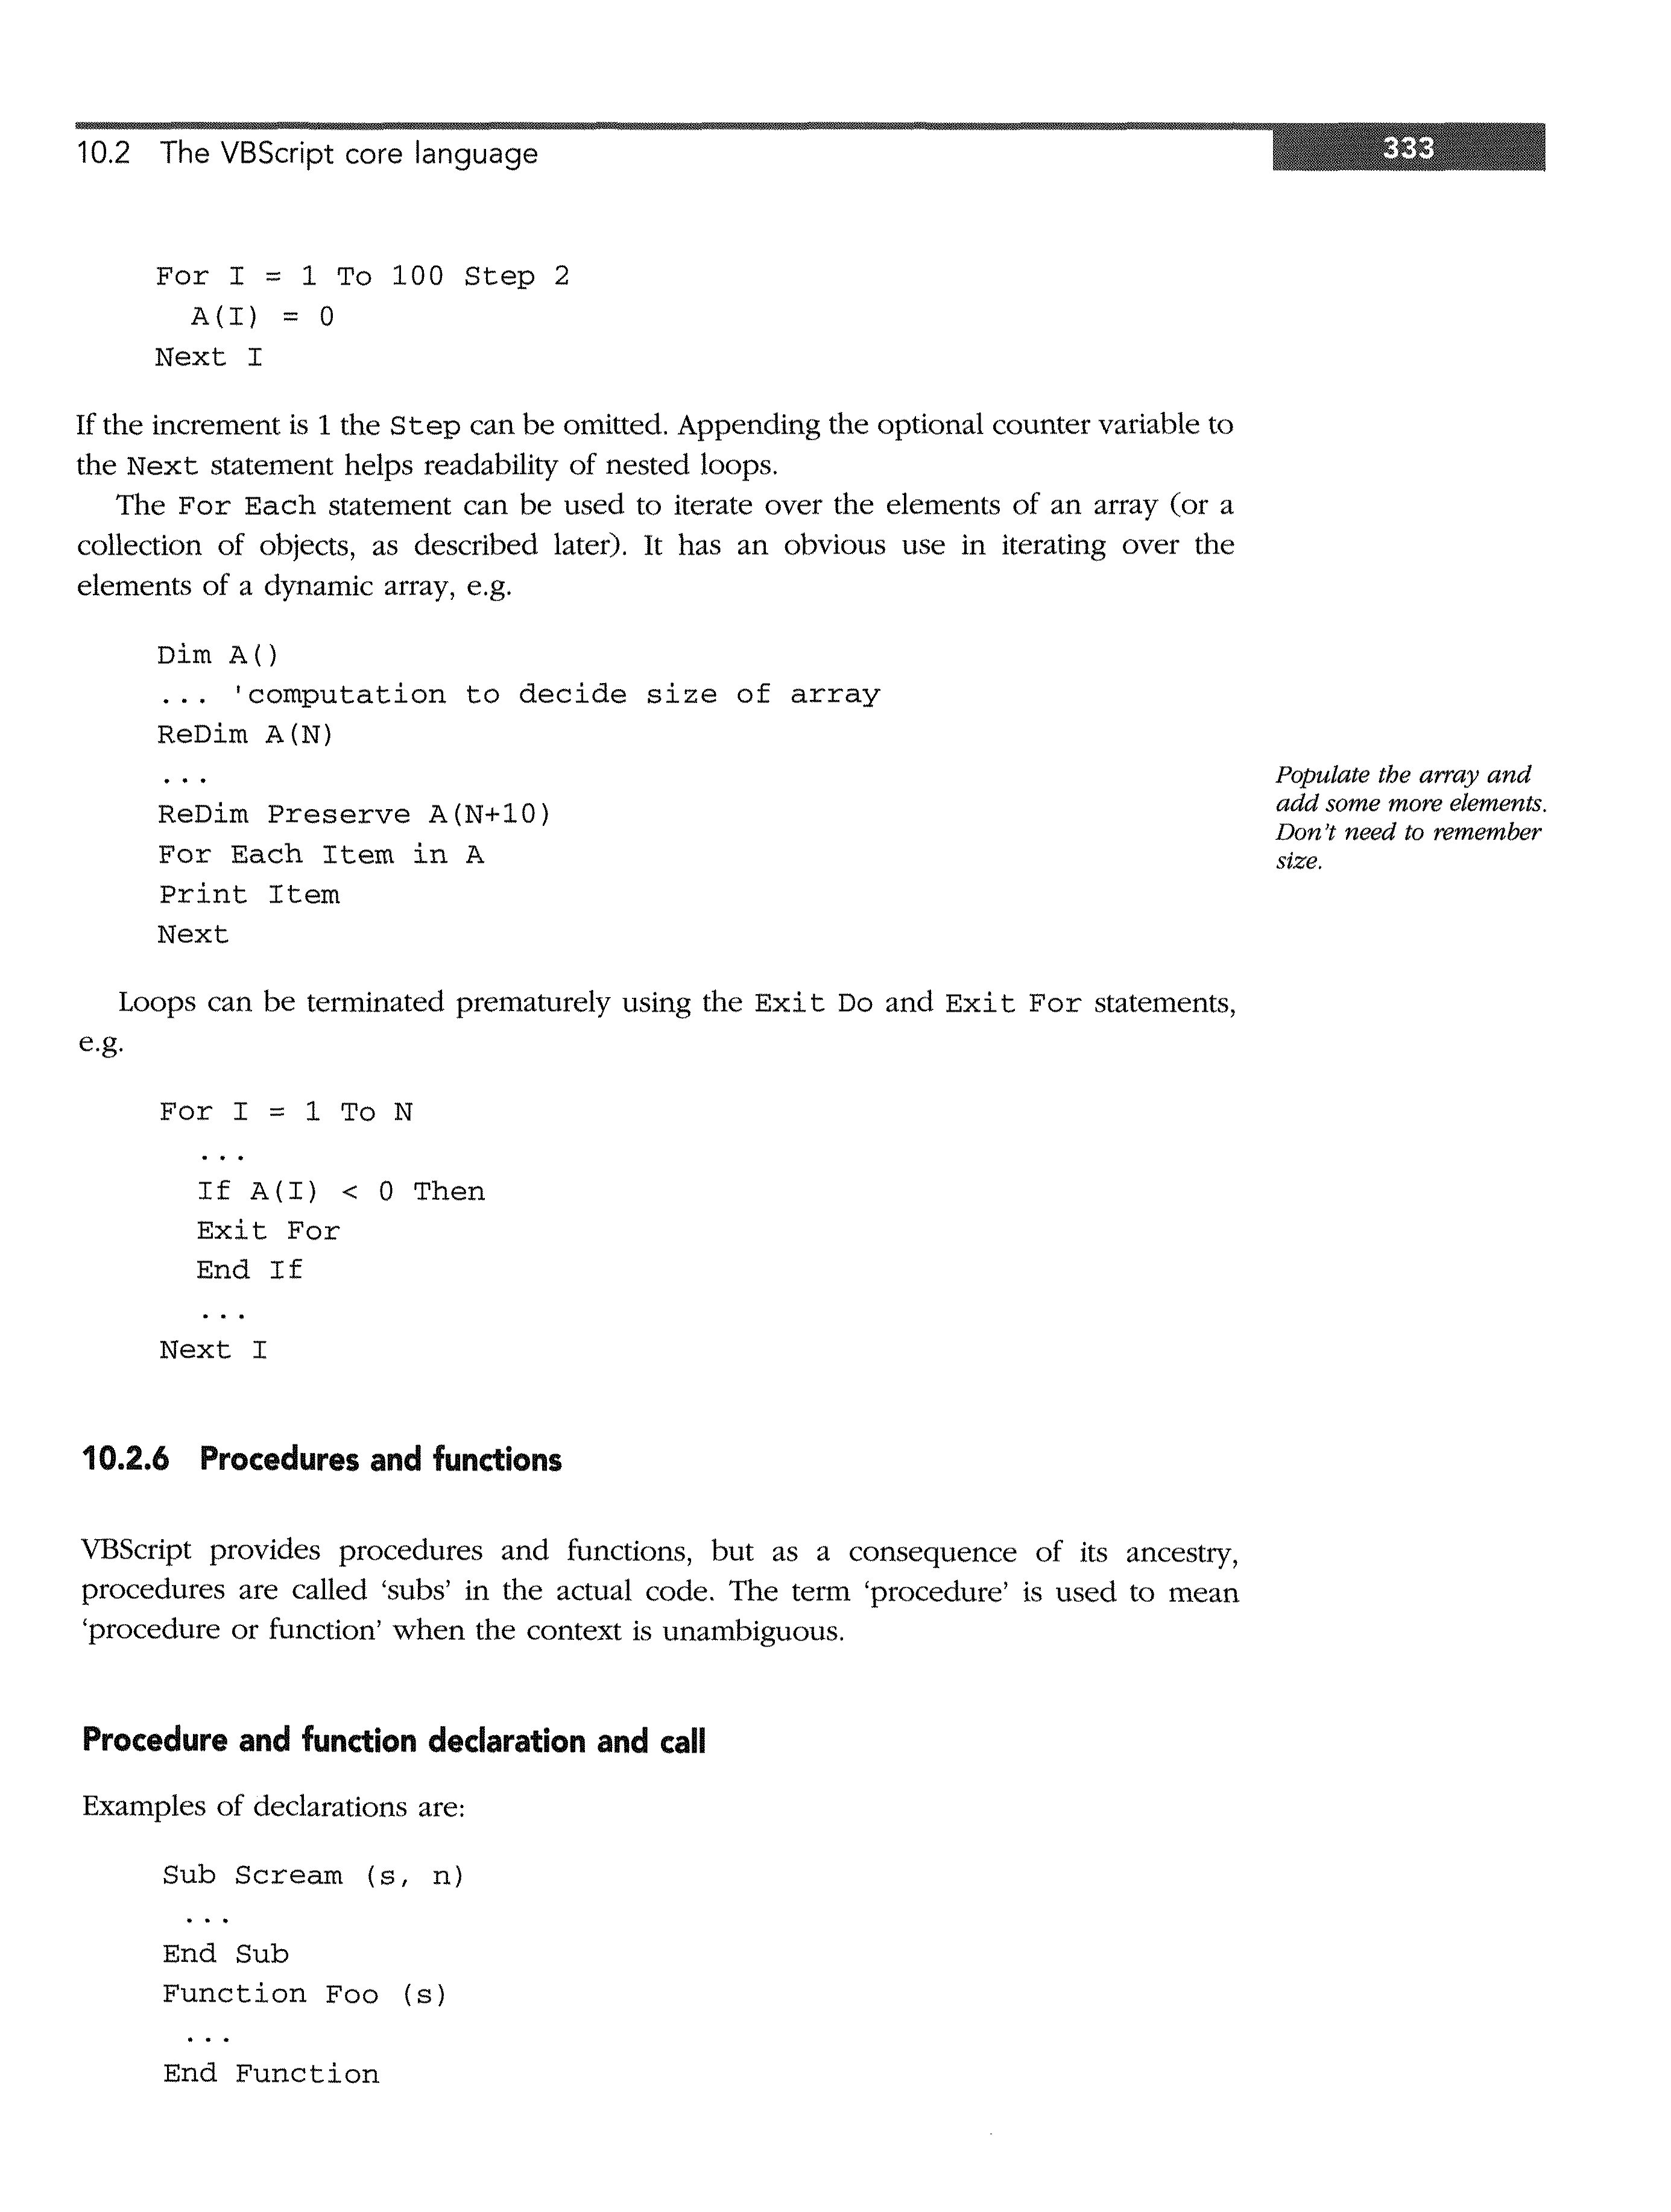 10.2 The VBScript core language
333
For I = 1 To 100 Step 2
A(I) = 0
Next I
If the increment is 1 the Step can be omitted. Appending the optional counter variable to
the Next statement helps readability of nested loops.
The For Each statement can be used to iterate over the elements of an array (or a
collection of objects, as described later). It has an obvious use in iterating over the
elements of a dynamic array, e.g.
Dim A()
... 'computation to decide size of array
ReDim A(N)
...
ReDim Preserve A(N+10)
For Each Item in A
Print Item
Next
Populate the array and
add some more elements.
Don't need to remember
size.
Loops can be terminated prematurely using the Exit Do and Exit For statements,
e.g.
For I = 1 To N
...
If A(I) < 0 Then
Exit For
End If
...
Next I
10.2.6 Procedures and functions
VBScript provides procedures and functions, but as a consequence of its ancestry,
procedures are called ‘subs’ in the actual code. The term ‘procedure’ is used to mean
‘procedure or function’ when the context is unambiguous.
Procedure and function declaration and call
Examples of declarations are:
Sub Scream (s, n)
...
End Sub
Function Foo (s)
...
End Function